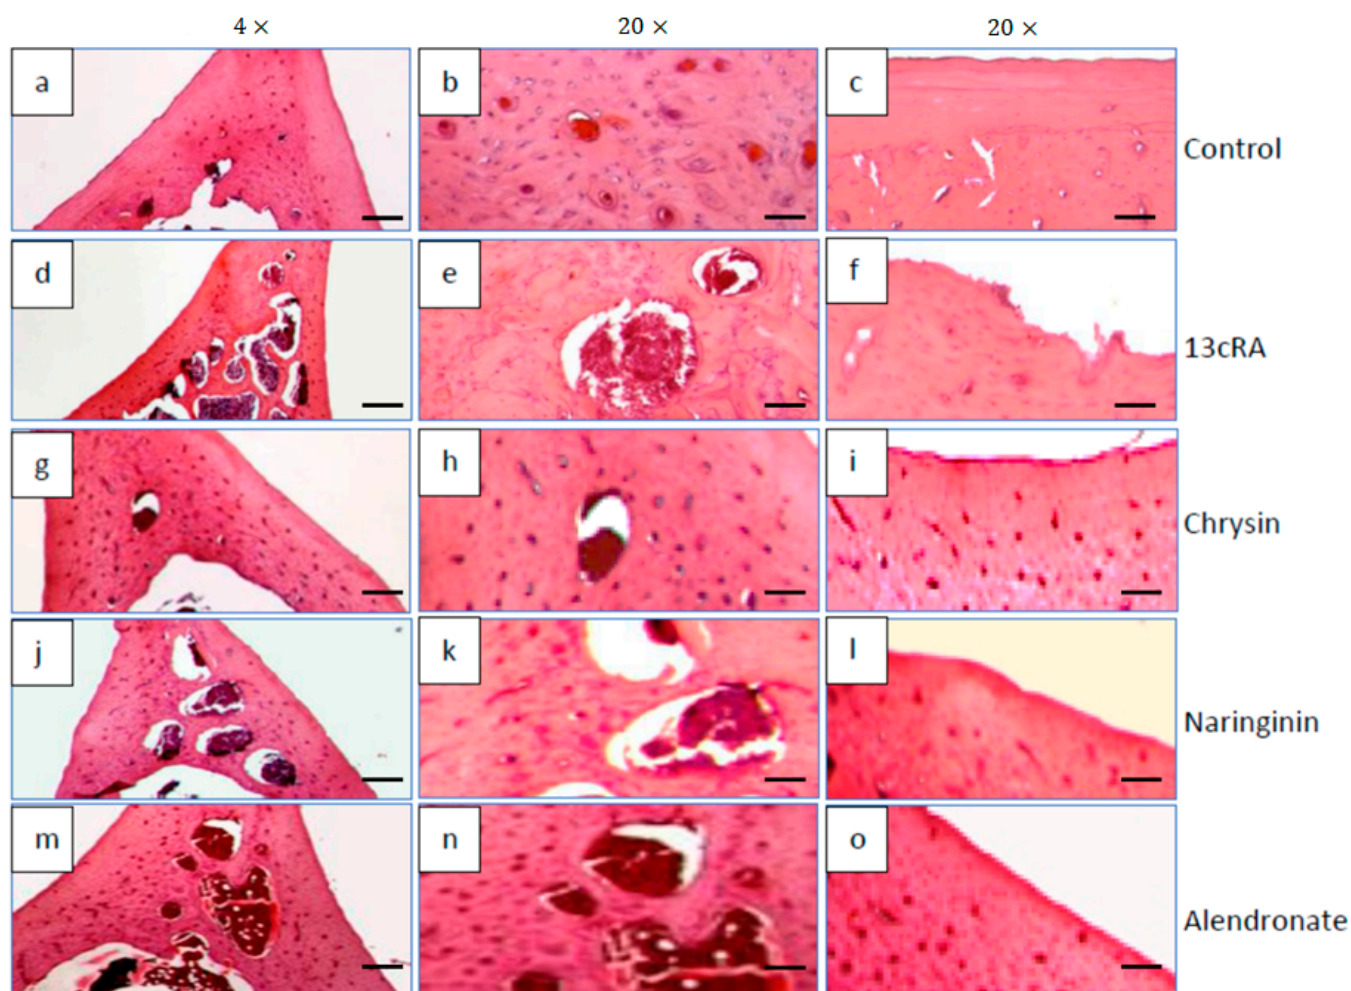 4 × 20 × 20 ×
a b c Control
d e f 13cRA
g h i Chrysin
j k l Naringinin
m n o Alendronate